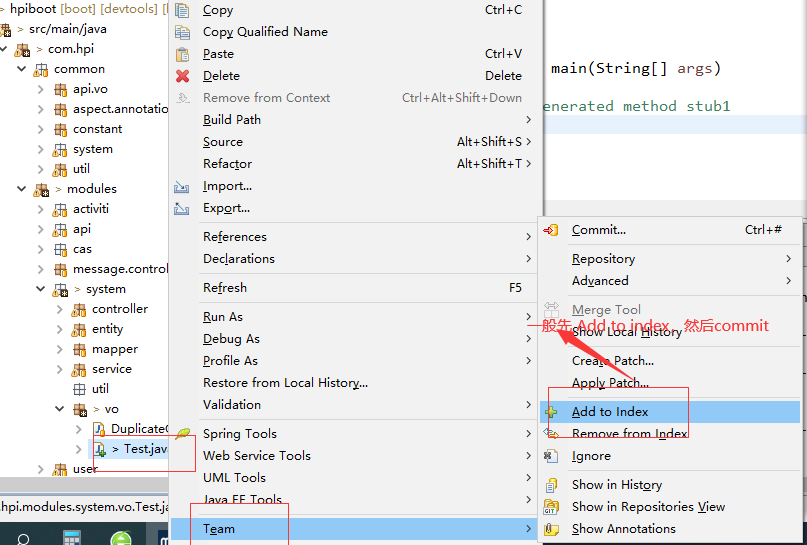 hpiboot [boot] [devtools] [
> src/main/java
> com.hpi
common
api.vo
aspect.annotatio
constant
system
util
> modules
activiti
api
cas
message.control
> system
controller
entity
mapper
service
util
> vo
Duplicate
> Test.java
user
.hpi.modules.system.vo.Test.ja
Copy Ctrl+C
Copy Qualified Name
Paste Ctrl+V
Delete Delete
Remove from Context Ctrl+Alt+Shift+Down
Build Path
Source Alt+Shift+S
Refactor Alt+Shift+T
Import...
Export...
References
Declarations
Refresh F5
Run As
Debug As
Profile As
Restore from Local History...
Validation
Spring Tools
Web Service Tools
UML Tools
Java EE Tools
Team
main(String[] args)
enerated method stub1
Commit... Ctrl+#
Repository
Advanced
Merge Tool
一般先 Add to index，然后commit
Show Local History
Create Patch...
Apply Patch...
Add to Index
Remove from Index
Ignore
Show in History
Show in Repositories View
Show Annotations